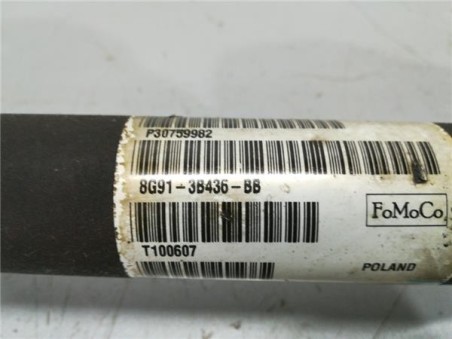 P30759982
8G91-3B436-BB
FoMoCo
T100607
POLAND